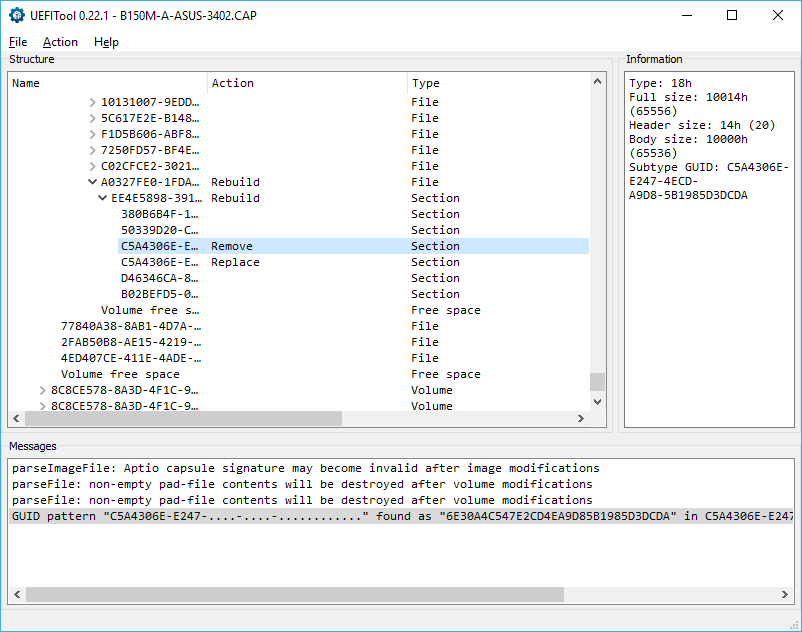 UEFITool 0.22.1 - B150M-A-ASUS-3402.CAP
File Action Help
Structure
Name Action Type
10131007-9EDD… File
5C617E2E-B148… File
F1D5B606-ABF8… File
7250FD57-BF4E… File
C02CFCE2-3021… File
A0327FE0-1FDA… Rebuild File
EE4E5898-391… Rebuild Section
380B6B4F-1… Section
50339D20-C… Section
C5A4306E-E… Remove Section
C5A4306E-E… Replace Section
D46346CA-8… Section
B02BEFD5-0… Section
Volume free s… Free space
77840A38-8AB1-4D7A-… File
2FAB50B8-AE15-4219-… File
4ED407CE-411E-4ADE-… File
Volume free space Free space
8C8CE578-8A3D-4F1C-9… Volume
8C8CE578-8A3D-4F1C-9… Volume
Information
Type: 18h
Full size: 10014h
(65556)
Header size: 14h (20)
Body size: 10000h
(65536)
Subtype GUID: C5A4306E-
E247-4ECD-
A9D8-5B1985D3DCDA
Messages
parseImageFile: Aptio capsule signature may become invalid after image modifications
parseFile: non-empty pad-file contents will be destroyed after volume modifications
parseFile: non-empty pad-file contents will be destroyed after volume modifications
GUID pattern "C5A4306E-E247-....-....-............" found as "6E30A4C547E2CD4EA9D85B1985D3DCDA" in C5A4306E-E247